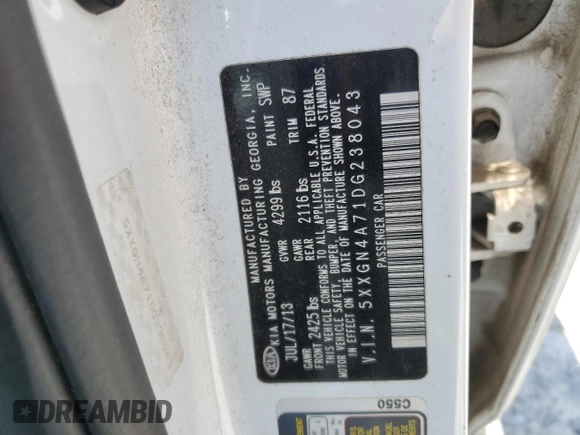 MANUFACTURED BY
KIA MOTORS MANUFACTURING GEORGIA, INC.
JUL/17/13 GVWR 4299 lbs PAINT SWP
GAWR FRONT 2425 lbs GAWR REAR 2116 lbs TRIM 87
THIS VEHICLE CONFORMS TO ALL APPLICABLE U.S.A. FEDERAL
MOTOR VEHICLE SAFETY, BUMPER, AND THEFT PREVENTION STANDARDS
IN EFFECT ON THE DATE OF MANUFACTURE SHOWN ABOVE.
V.I.N. 5XXGN4A71DG238043
PASSENGER CAR
KIA
C550
DREAMBID